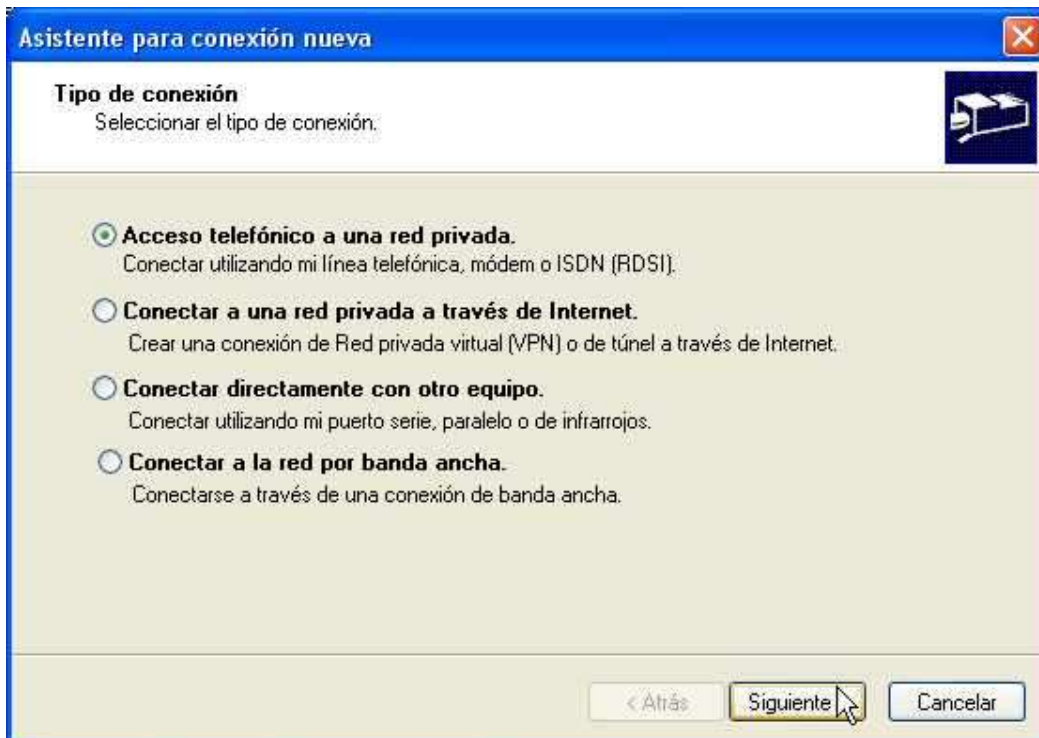 Asistente para conexión nueva
Tipo de conexión
Seleccionar el tipo de conexión.
Acceso telefónico a una red privada.
Conectar utilizando mi línea telefónica, módem o ISDN (RDSI).
Conectar a una red privada a través de Internet.
Crear una conexión de Red privada virtual (VPN) o de túnel a través de Internet.
Conectar directamente con otro equipo.
Conectar utilizando mi puerto serie, paralelo o de infrarrojos.
Conectar a la red por banda ancha.
Conectarse a través de una conexión de banda ancha.
< Atrás Siguiente Cancelar